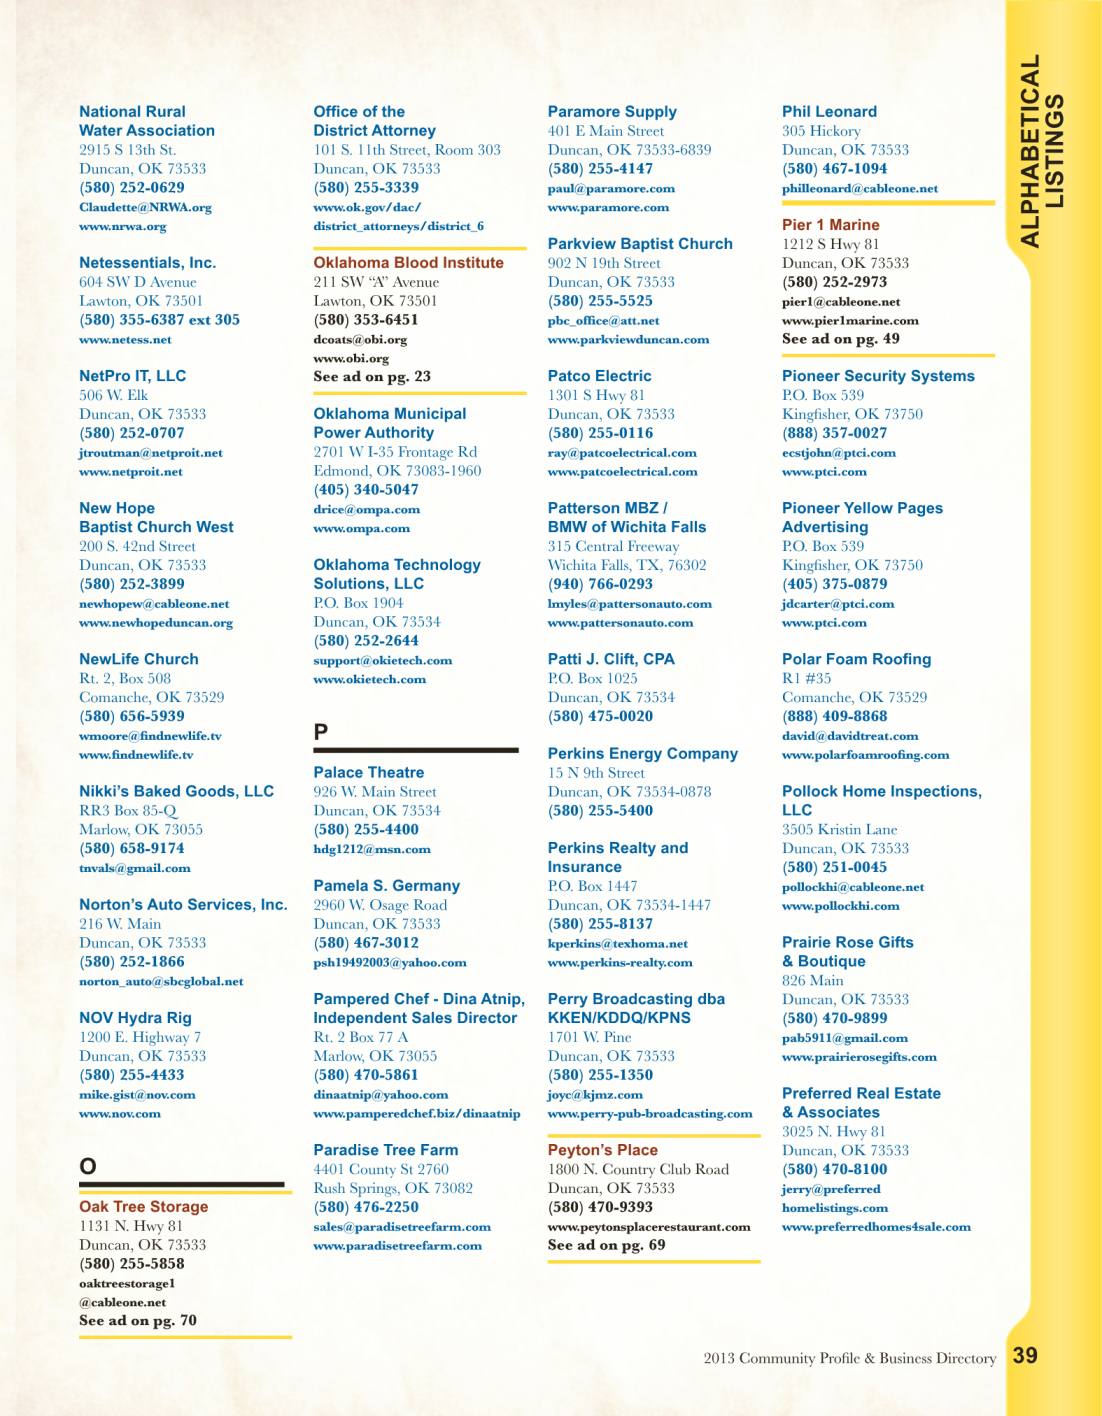 ALPHABETICAL
LISTINGS
National Rural
Water Association
2915 S 13th St.
Duncan, OK 73533
(580) 252-0629
Claudette@NRWA.org
www.nrwa.org
Netessentials, Inc.
604 SW D Avenue
Lawton, OK 73501
(580) 355-6387 ext 305
www.netess.net
NetPro IT, LLC
506 W. Elk
Duncan, OK 73533
(580) 252-0707
jtroutman@netproit.net
www.netproit.net
New Hope
Baptist Church West
200 S. 42nd Street
Duncan, OK 73533
(580) 252-3899
newhopew@cableone.net
www.newhopeduncan.org
NewLife Church
Rt. 2, Box 508
Comanche, OK 73529
(580) 656-5939
wmoore@findnewlife.tv
www.findnewlife.tv
Nikki's Baked Goods, LLC
RR3 Box 85-Q
Marlow, OK 73055
(580) 658-9174
tnvals@gmail.com
Norton's Auto Services, Inc.
216 W. Main
Duncan, OK 73533
(580) 252-1866
norton_auto@sbcglobal.net
NOV Hydra Rig
1200 E. Highway 7
Duncan, OK 73533
(580) 255-4433
mike.gist@nov.com
www.nov.com
O
Oak Tree Storage
1131 N. Hwy 81
Duncan, OK 73533
(580) 255-5858
oaktreestorage1
@cableone.net
See ad on pg. 70
Office of the
District Attorney
101 S. 11th Street, Room 303
Duncan, OK 73533
(580) 255-3339
www.ok.gov/dac/
district_attorneys/district_6
Oklahoma Blood Institute
211 SW “A” Avenue
Lawton, OK 73501
(580) 353-6451
dcoats@obi.org
www.obi.org
See ad on pg. 23
Oklahoma Municipal
Power Authority
2701 W I-35 Frontage Rd
Edmond, OK 73083-1960
(405) 340-5047
drice@ompa.com
www.ompa.com
Oklahoma Technology
Solutions, LLC
P.O. Box 1904
Duncan, OK 73534
(580) 252-2644
support@okietech.com
www.okietech.com
P
Palace Theatre
926 W. Main Street
Duncan, OK 73534
(580) 255-4400
hdg1212@msn.com
Pamela S. Germany
2960 W. Osage Road
Duncan, OK 73533
(580) 467-3012
psh19492003@yahoo.com
Pampered Chef - Dina Atnip,
Independent Sales Director
Rt. 2 Box 77 A
Marlow, OK 73055
(580) 470-5861
dinaatnip@yahoo.com
www.pamperedchef.biz/dinaatnip
Paradise Tree Farm
4401 County St 2760
Rush Springs, OK 73082
(580) 476-2250
sales@paradisetreefarm.com
www.paradisetreefarm.com
Paramore Supply
401 E Main Street
Duncan, OK 73533-6839
(580) 255-4147
paul@paramore.com
www.paramore.com
Parkview Baptist Church
902 N 19th Street
Duncan, OK 73533
(580) 255-5525
pbc_office@att.net
www.parkviewduncan.com
Patco Electric
1301 S Hwy 81
Duncan, OK 73533
(580) 255-0116
ray@patcoelectrical.com
www.patcoelectrical.com
Patterson MBZ /
BMW of Wichita Falls
315 Central Freeway
Wichita Falls, TX, 76302
(940) 766-0293
lmyles@pattersonauto.com
www.pattersonauto.com
Patti J. Clift, CPA
P.O. Box 1025
Duncan, OK 73534
(580) 475-0020
Perkins Energy Company
15 N 9th Street
Duncan, OK 73534-0878
(580) 255-5400
Perkins Realty and
Insurance
P.O. Box 1447
Duncan, OK 73534-1447
(580) 255-8137
kperkins@texhoma.net
www.perkins-realty.com
Perry Broadcasting dba
KKEN/KDDQ/KPNS
1701 W. Pine
Duncan, OK 73533
(580) 255-1350
joyc@kjmz.com
www.perry-pub-broadcasting.com
Peyton's Place
1800 N. Country Club Road
Duncan, OK 73533
(580) 470-9393
www.peytonsplacerestaurant.com
See ad on pg. 69
Phil Leonard
305 Hickory
Duncan, OK 73533
(580) 467-1094
philleonard@cableone.net
Pier 1 Marine
1212 S Hwy 81
Duncan, OK 73533
(580) 252-2973
pier1@cableone.net
www.pier1marine.com
See ad on pg. 49
Pioneer Security Systems
P.O. Box 539
Kingfisher, OK 73750
(888) 357-0027
ecstjohn@ptci.com
www.ptci.com
Pioneer Yellow Pages
Advertising
P.O. Box 539
Kingfisher, OK 73750
(405) 375-0879
jdcarter@ptci.com
www.ptci.com
Polar Foam Roofing
R1 #35
Comanche, OK 73529
(888) 409-8868
david@davidtreat.com
www.polarfoamroofing.com
Pollock Home Inspections,
LLC
3505 Kristin Lane
Duncan, OK 73533
(580) 251-0045
pollockhi@cableone.net
www.pollockhi.com
Prairie Rose Gifts
& Boutique
826 Main
Duncan, OK 73533
(580) 470-9899
pab5911@gmail.com
www.prairierosegifts.com
Preferred Real Estate
& Associates
3025 N. Hwy 81
Duncan, OK 73533
(580) 470-8100
jerry@preferred
homelistings.com
www.preferredhomes4sale.com
2013 Community Profile & Business Directory 39